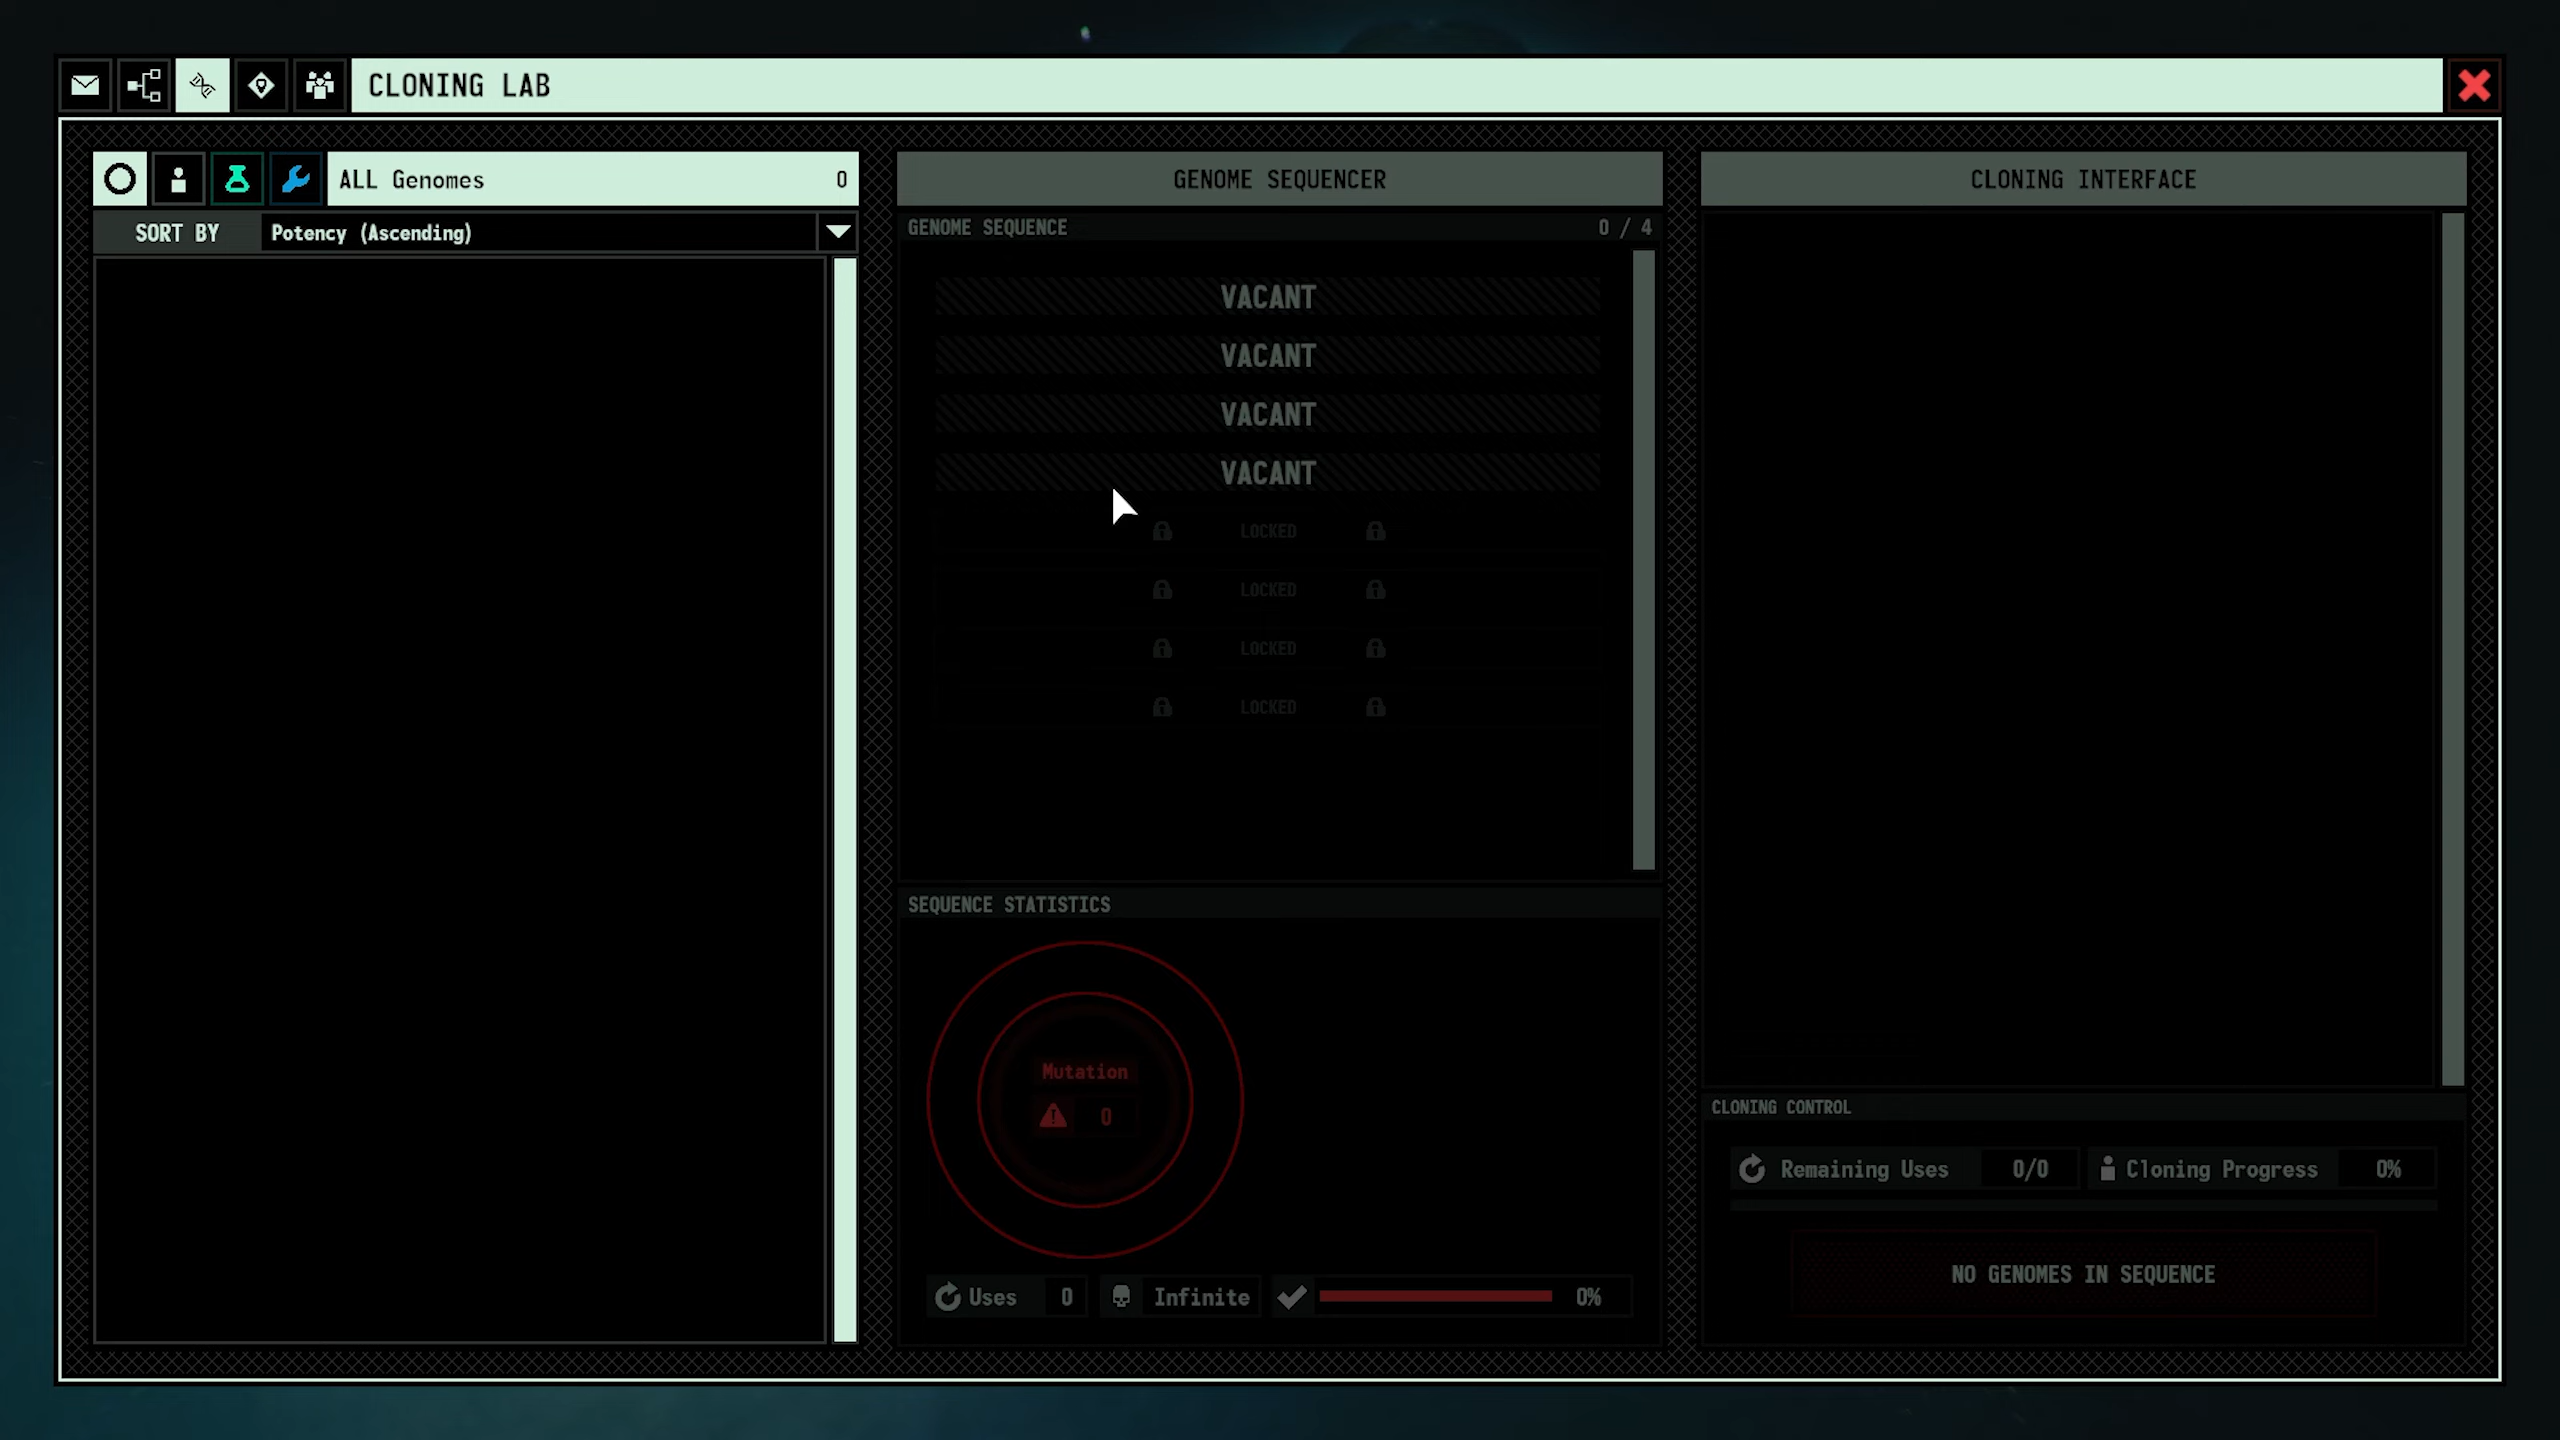 CLONING LAB
ALL Genomes 0
SORT BY Potency (Ascending)
GENOME SEQUENCER
GENOME SEQUENCE 0 / 4
VACANT
VACANT
VACANT
VACANT
LOCKED
LOCKED
LOCKED
LOCKED
SEQUENCE STATISTICS
Mutation
0
Uses 0 Infinite 0%
CLONING INTERFACE
CLONING CONTROL
Remaining Uses 0/0 Cloning Progress 0%
NO GENOMES IN SEQUENCE